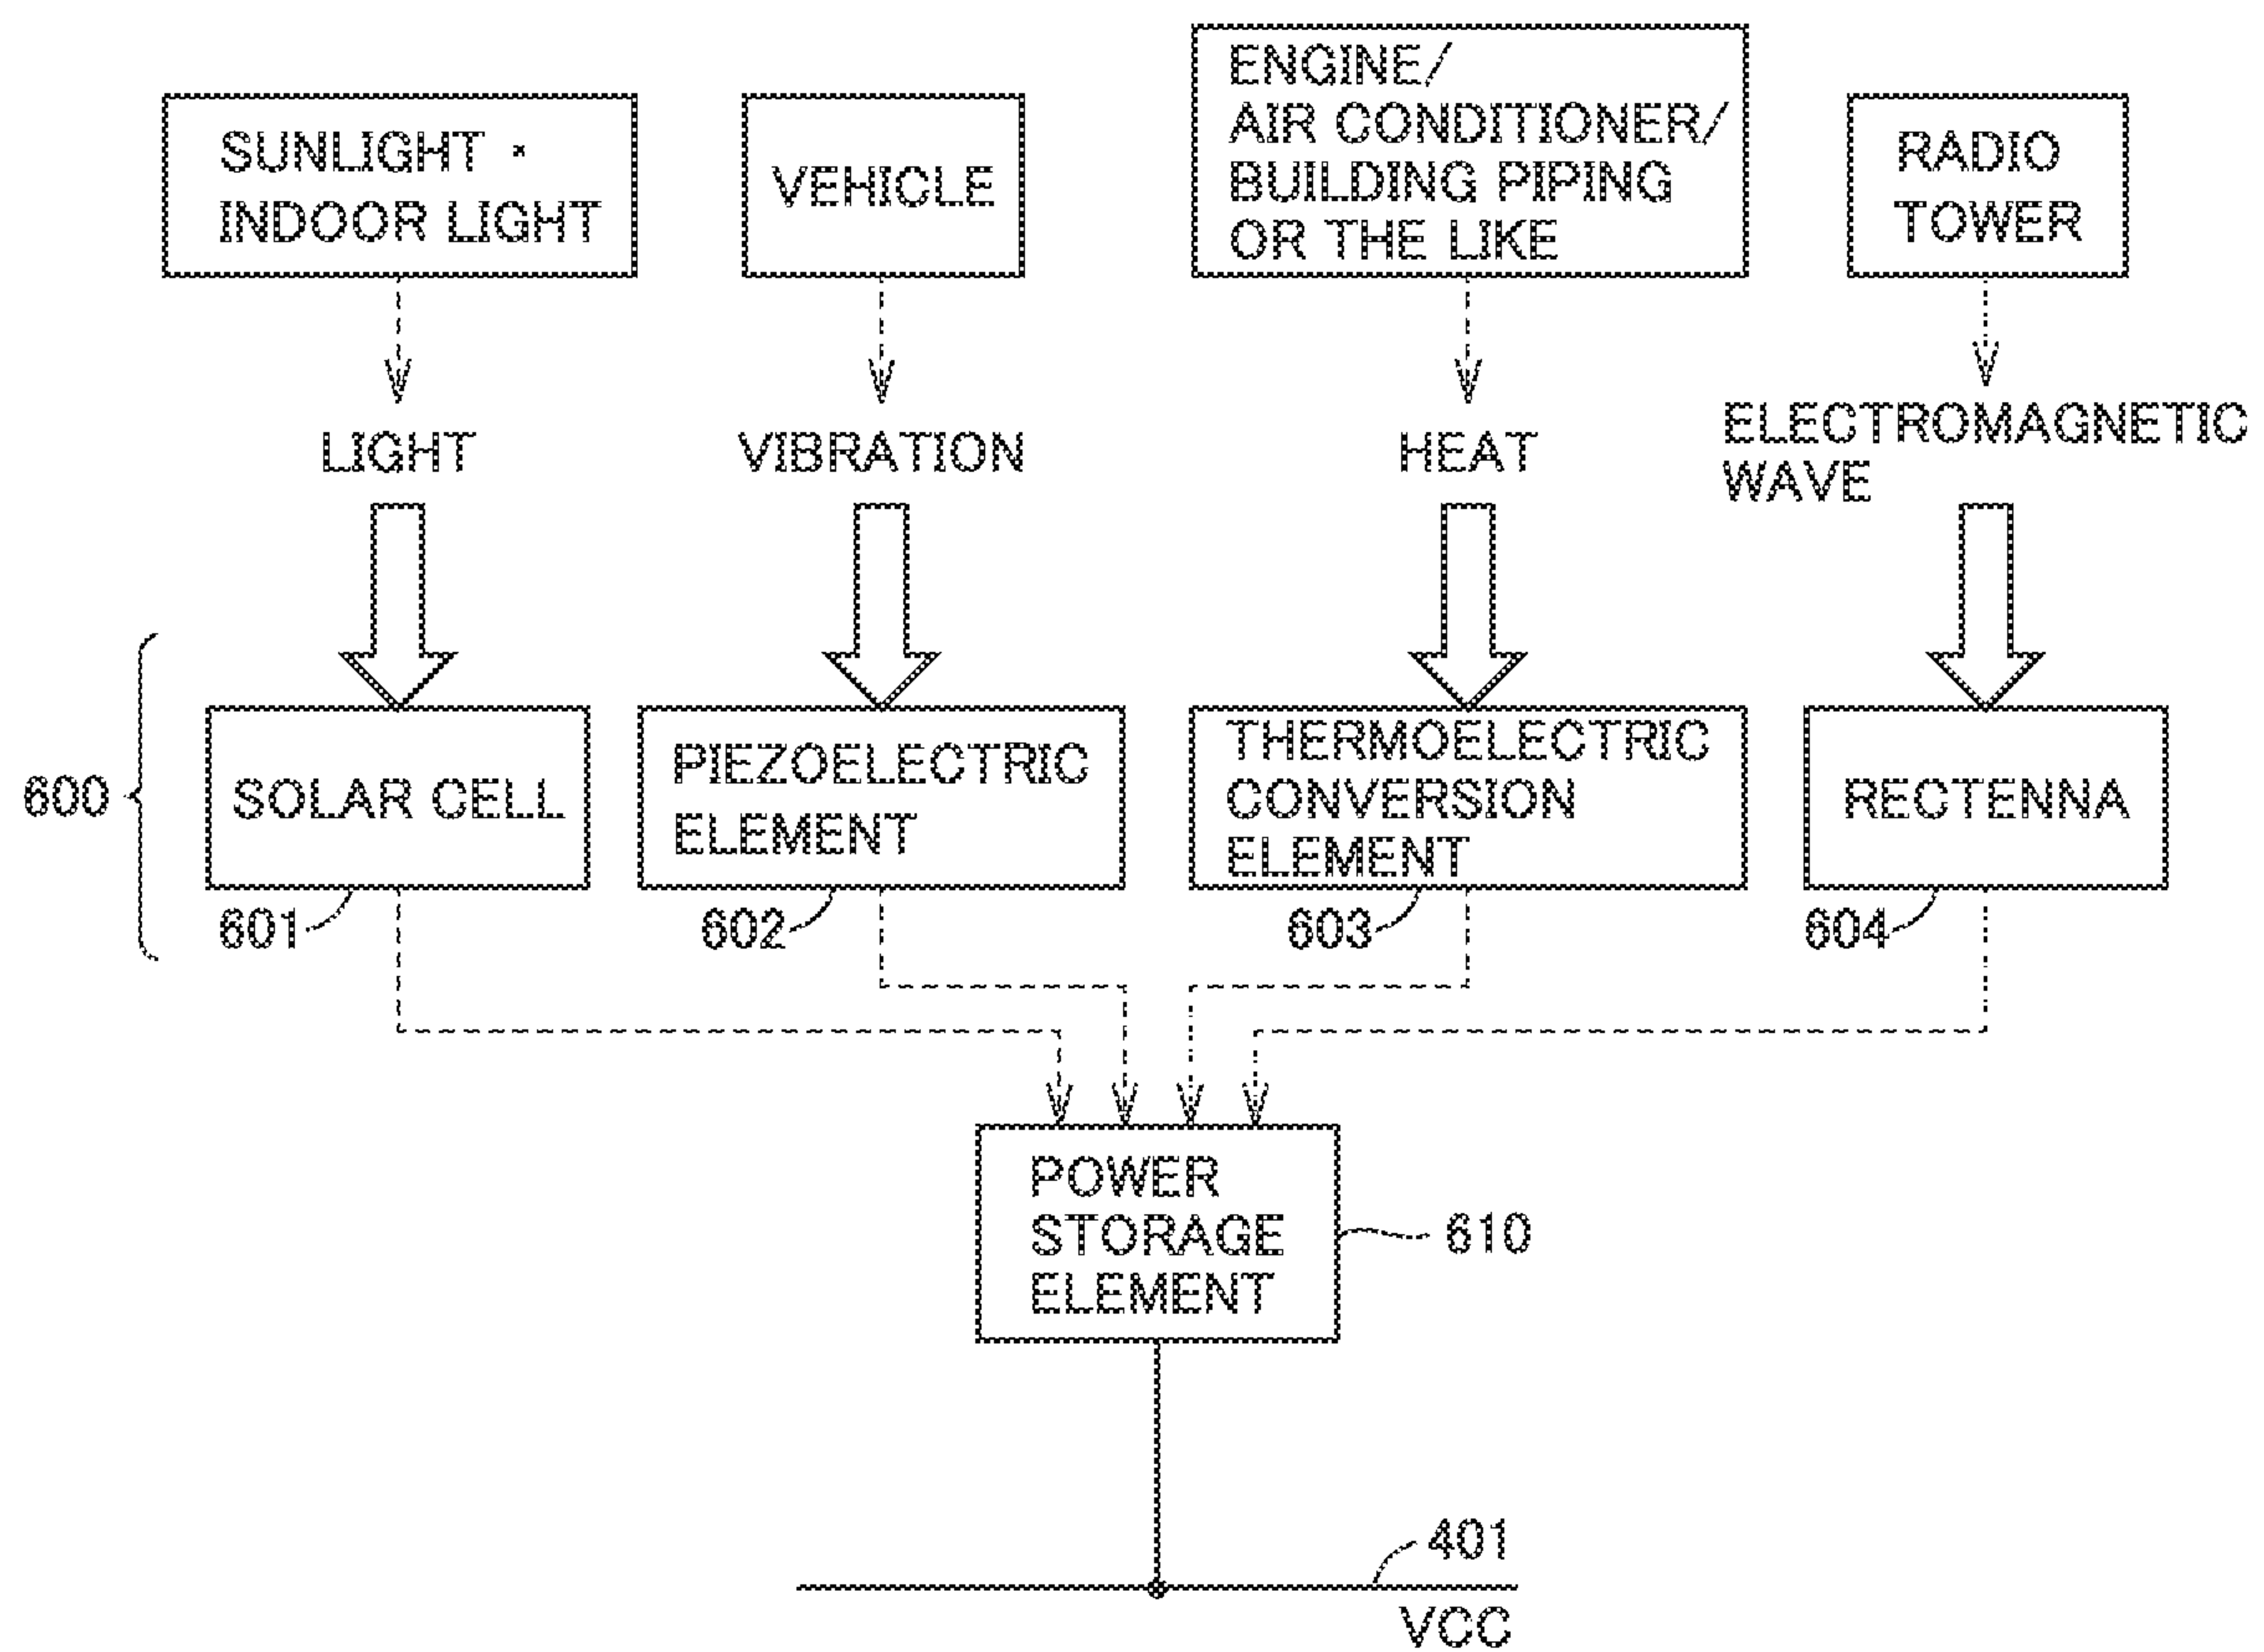 SUNLIGHT・
INDOOR LIGHT
VEHICLE
ENGINE/
AIR CONDITIONER/
BUILDING PIPING
OR THE LIKE
RADIO
TOWER
LIGHT
VIBRATION
HEAT
ELECTROMAGNETIC
WAVE
600
SOLAR CELL
PIEZOELECTRIC
ELEMENT
THERMOELECTRIC
CONVERSION
ELEMENT
RECTENNA
601
602
603
604
POWER
STORAGE
ELEMENT
610
401
VCC